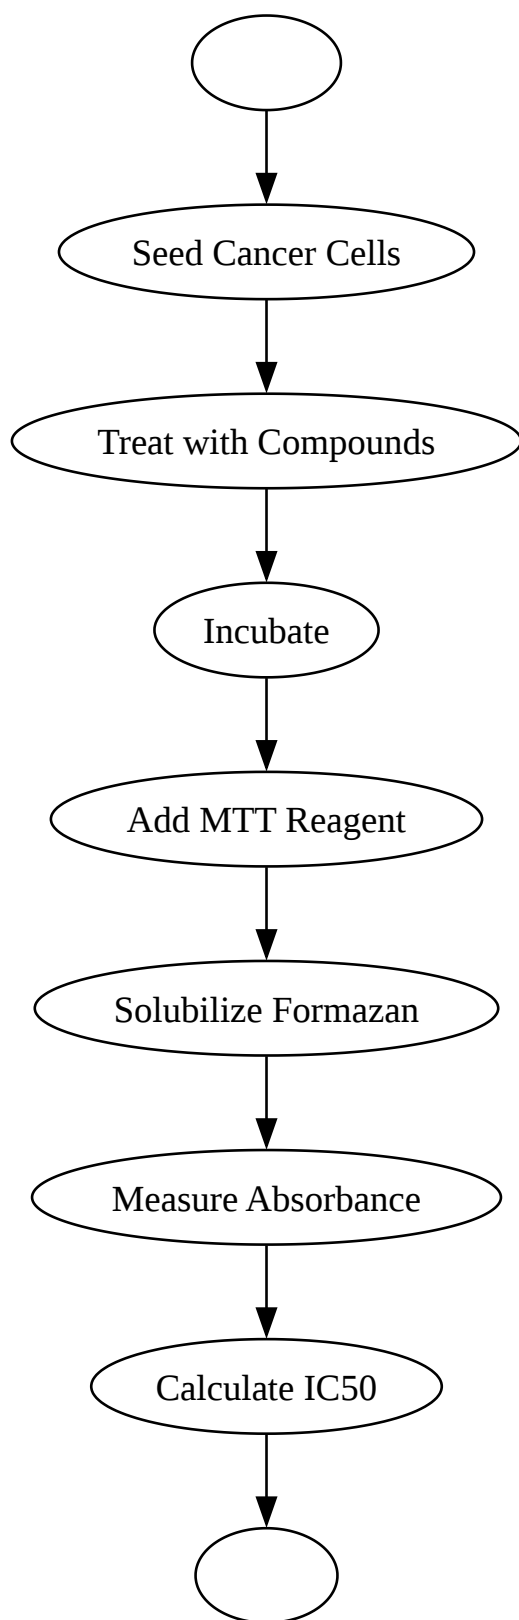 Seed Cancer Cells
Treat with Compounds
Incubate
Add MTT Reagent
Solubilize Formazan
Measure Absorbance
Calculate IC50